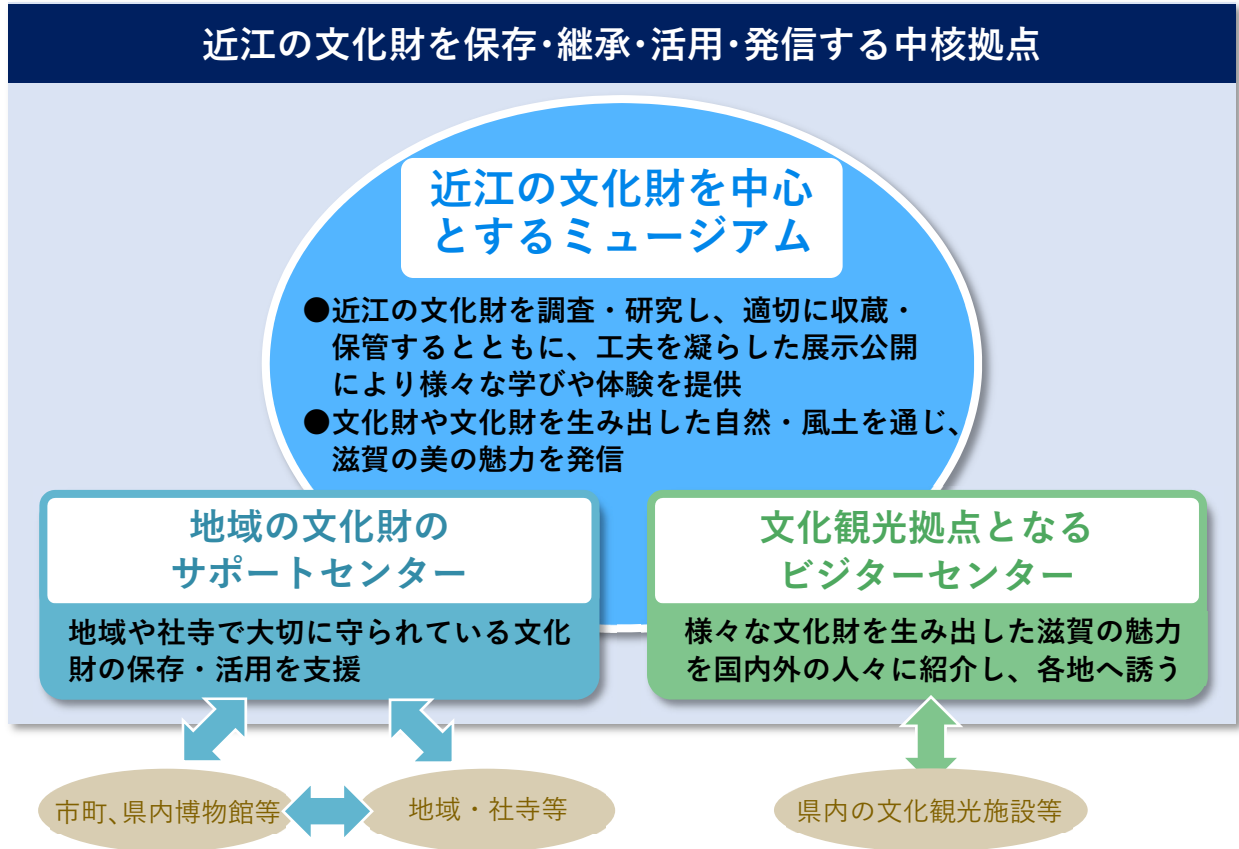 近江の文化財を保存・継承・活用・発信する中核拠点
近江の文化財を中心
とするミュージアム
●近江の文化財を調査・研究し、適切に収蔵・
保管するとともに、工夫を凝らした展示公開
により様々な学びや体験を提供
●文化財や文化財を生み出した自然・風土を通じ、
滋賀の美の魅力を発信
地域の文化財の
サポートセンター
地域や社寺で大切に守られている文化
財の保存・活用を支援
文化観光拠点となる
ビジターセンター
様々な文化財を生み出した滋賀の魅力
を国内外の人々に紹介し、各地へ誘う
市町、県内博物館等
地域・社寺等
県内の文化観光施設等